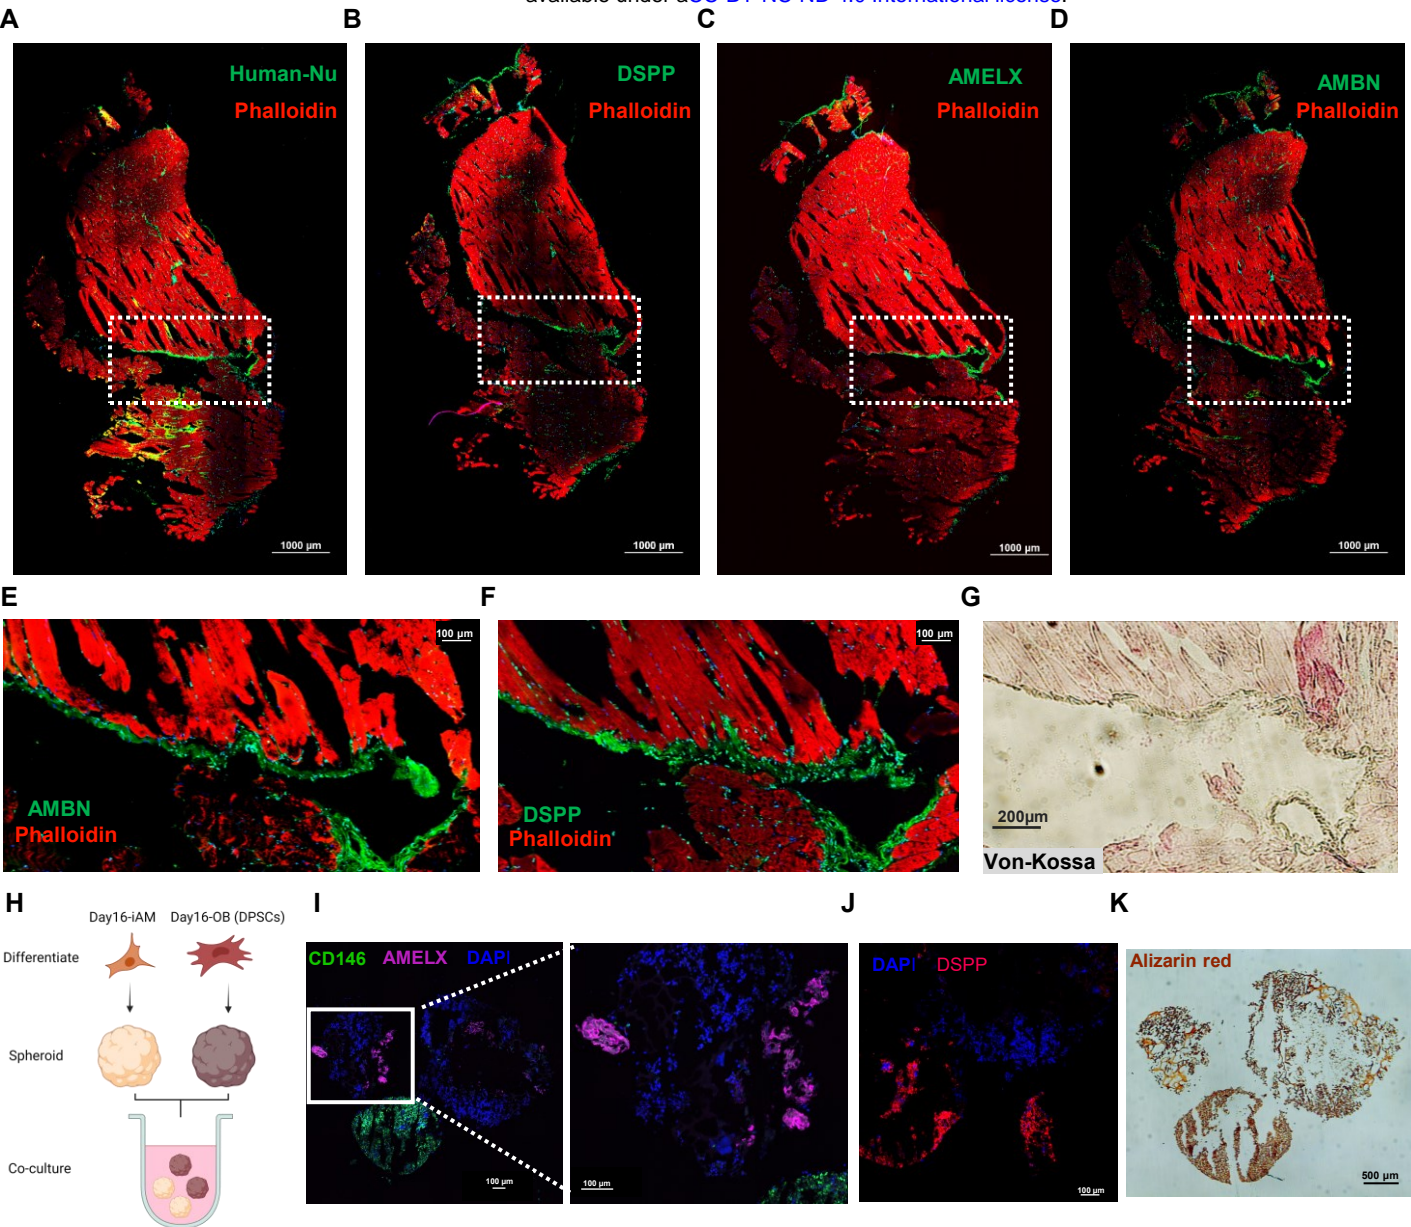 A
B
C
D
Human-Nu
Phalloidin
1000 µm
DSPP
Phalloidin
1000 µm
AMELX
Phalloidin
1000 µm
AMBN
Phalloidin
1000 µm
E
F
G
100 µm
AMBN
Phalloidin
100 µm
DSPP
Phalloidin
200µm
Von-Kossa
H
I
J
K
Day16-iAM Day16-OB (DPSCs)
Differentiate
Spheroid
Co-culture
CD146 AMELX DAPI
100 µm
100 µm
DAPI DSPP
100 µm
Alizarin red
500 µm